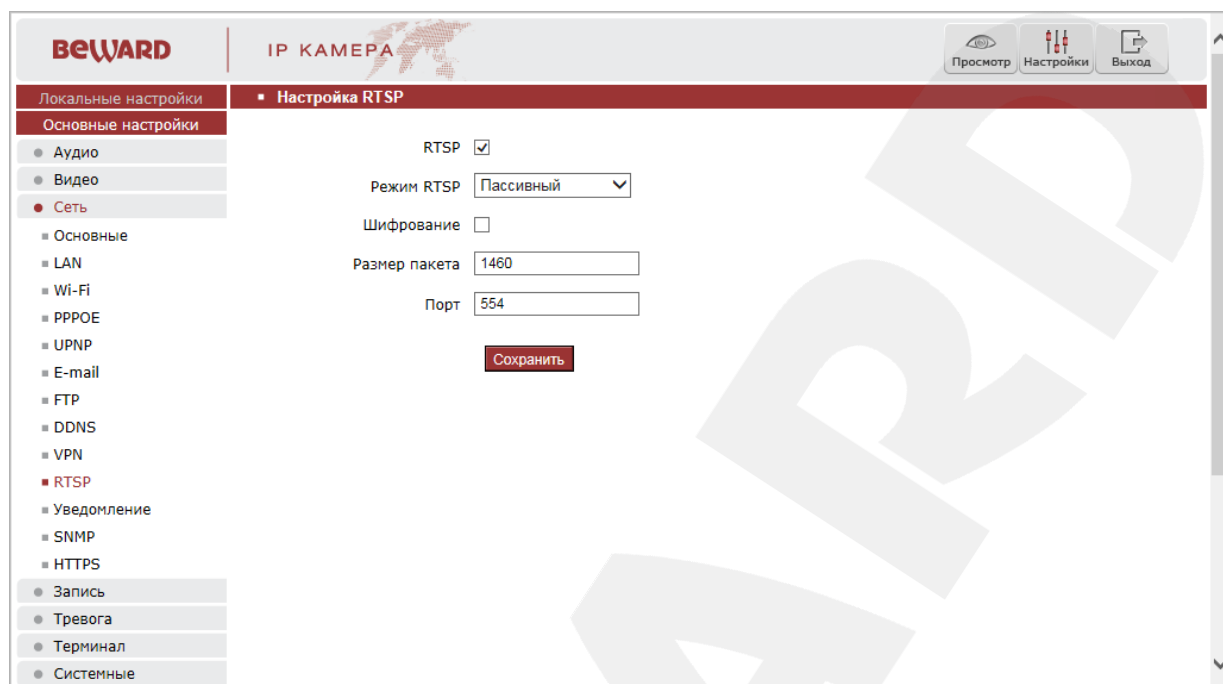 BEWARD
IP КАМЕРА
Просмотр
Настройки
Выход
Локальные настройки
Основные настройки
Аудио
Видео
Сеть
Основные
LAN
Wi-Fi
PPPOE
UPNP
E-mail
FTP
DDNS
VPN
RTSP
Уведомление
SNMP
HTTPS
Запись
Тревога
Терминал
Системные
Настройка RTSP
RTSP
Режим RTSP Пассивный
Шифрование
Размер пакета 1460
Порт 554
Сохранить
ARD